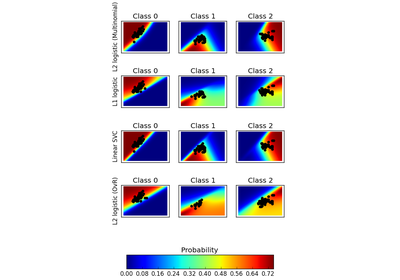 L2 logistic (Multinomial)
Class 0 Class 1 Class 2
L1 logistic
Class 0 Class 1 Class 2
Linear SVC
Class 0 Class 1 Class 2
L2 logistic (OvR)
Class 0 Class 1 Class 2
Probability
0.00 0.08 0.16 0.24 0.32 0.40 0.48 0.56 0.64 0.72